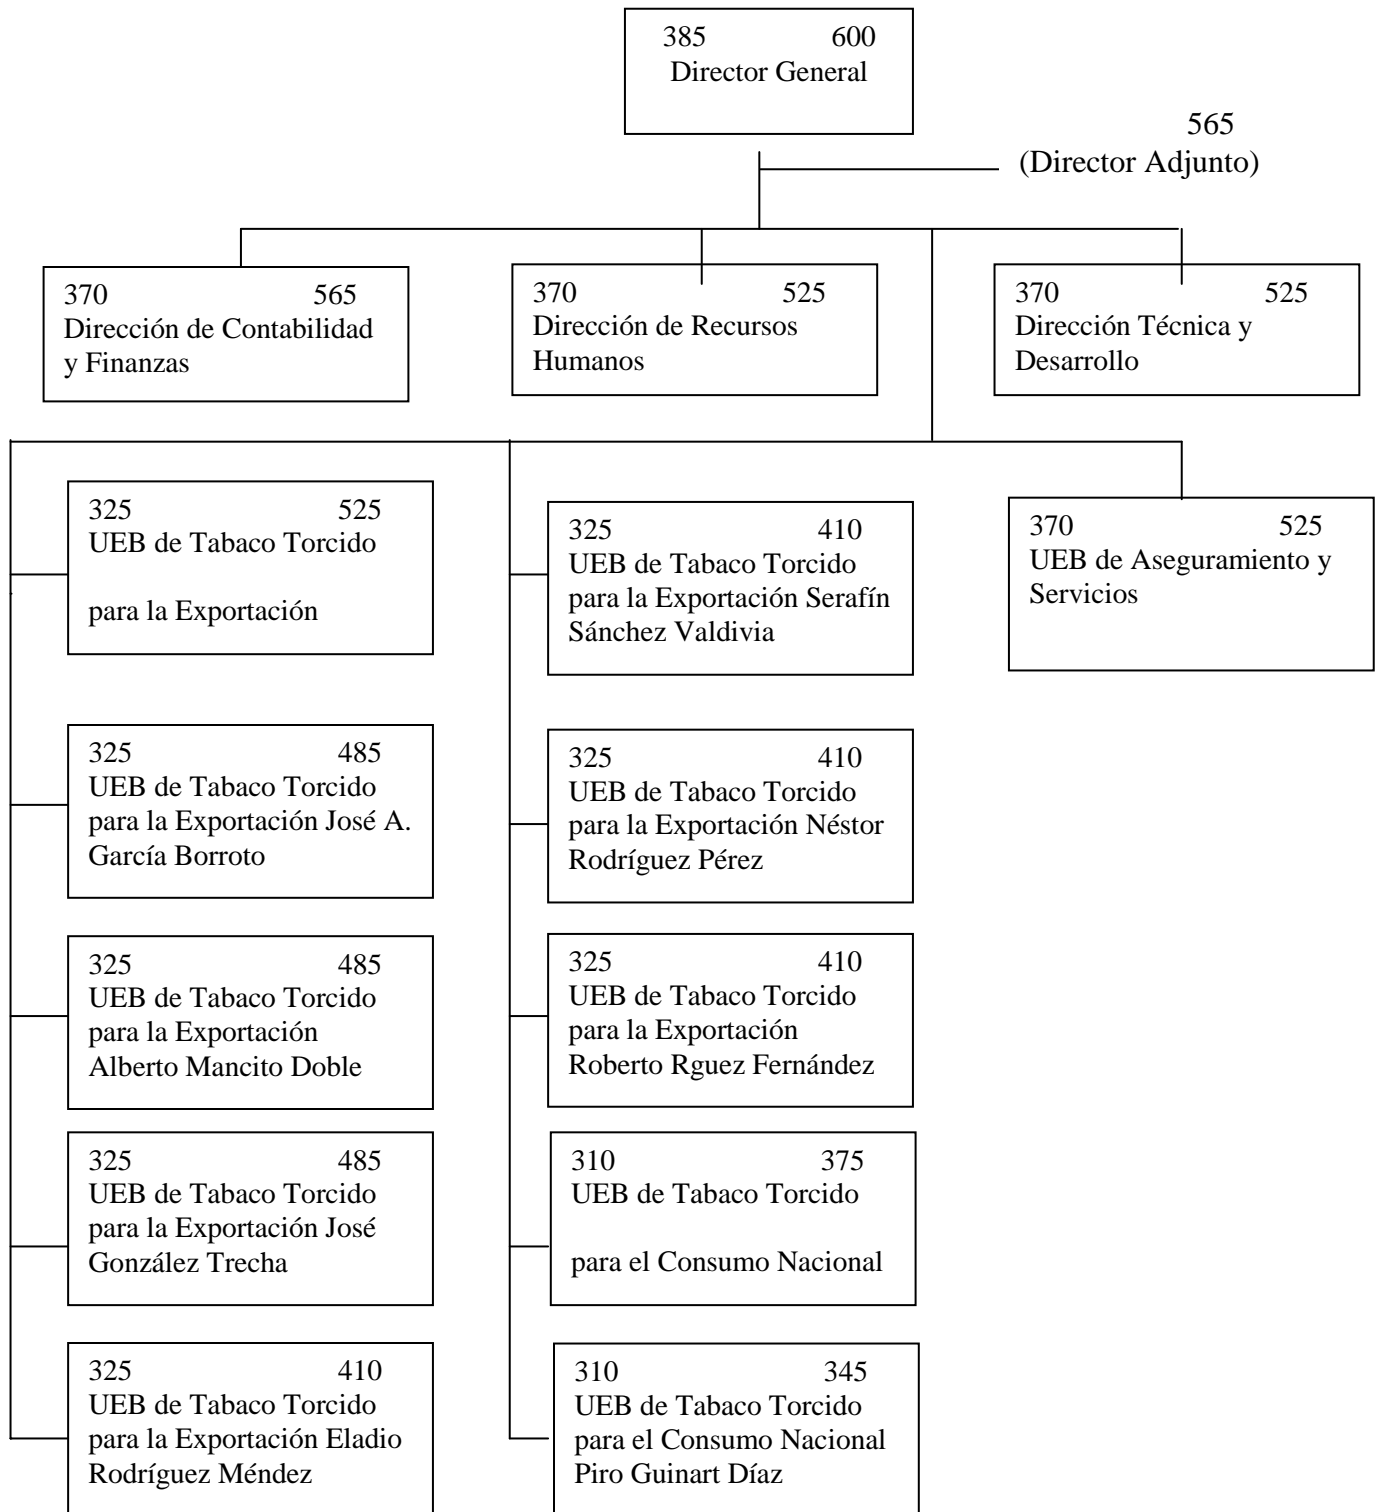 385 600
Director General
565
(Director Adjunto)
370 565
Dirección de Contabilidad
y Finanzas
370 525
Dirección de Recursos
Humanos
370 525
Dirección Técnica y
Desarrollo
325 525
UEB de Tabaco Torcido
para la Exportación
325 485
UEB de Tabaco Torcido
para la Exportación José A.
García Borroto
325 485
UEB de Tabaco Torcido
para la Exportación
Alberto Mancito Doble
325 485
UEB de Tabaco Torcido
para la Exportación José
González Trecha
325 410
UEB de Tabaco Torcido
para la Exportación Eladio
Rodríguez Méndez
325 410
UEB de Tabaco Torcido
para la Exportación Serafín
Sánchez Valdivia
325 410
UEB de Tabaco Torcido
para la Exportación Néstor
Rodríguez Pérez
325 410
UEB de Tabaco Torcido
para la Exportación
Roberto Rguez Fernández
310 375
UEB de Tabaco Torcido
para el Consumo Nacional
310 345
UEB de Tabaco Torcido
para el Consumo Nacional
Piro Guinart Díaz
370 525
UEB de Aseguramiento y
Servicios